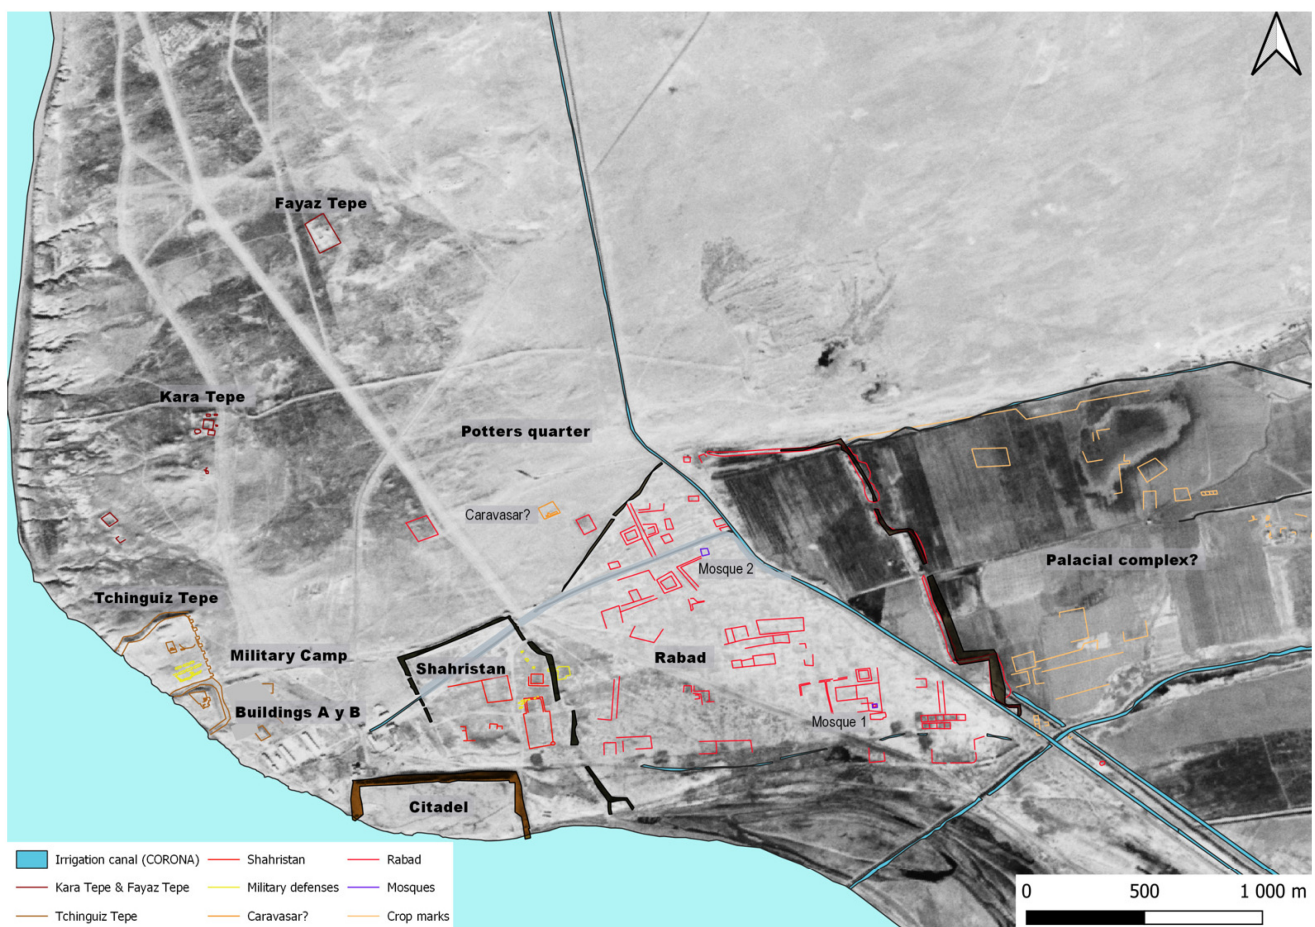 Fayaz Tepe
Kara Tepe
Potters quarter
Caravasar?
Mosque 2
Palacial complex?
Tchinguiz Tepe
Military Camp
Shahristan
Rabad
Buildings A y B
Mosque 1
Citadel
Irrigation canal (CORONA)
Shahristan
Rabad
Kara Tepe & Fayaz Tepe
Military defenses
Mosques
Tchinguiz Tepe
Caravasar?
Crop marks
0 500 1 000 m